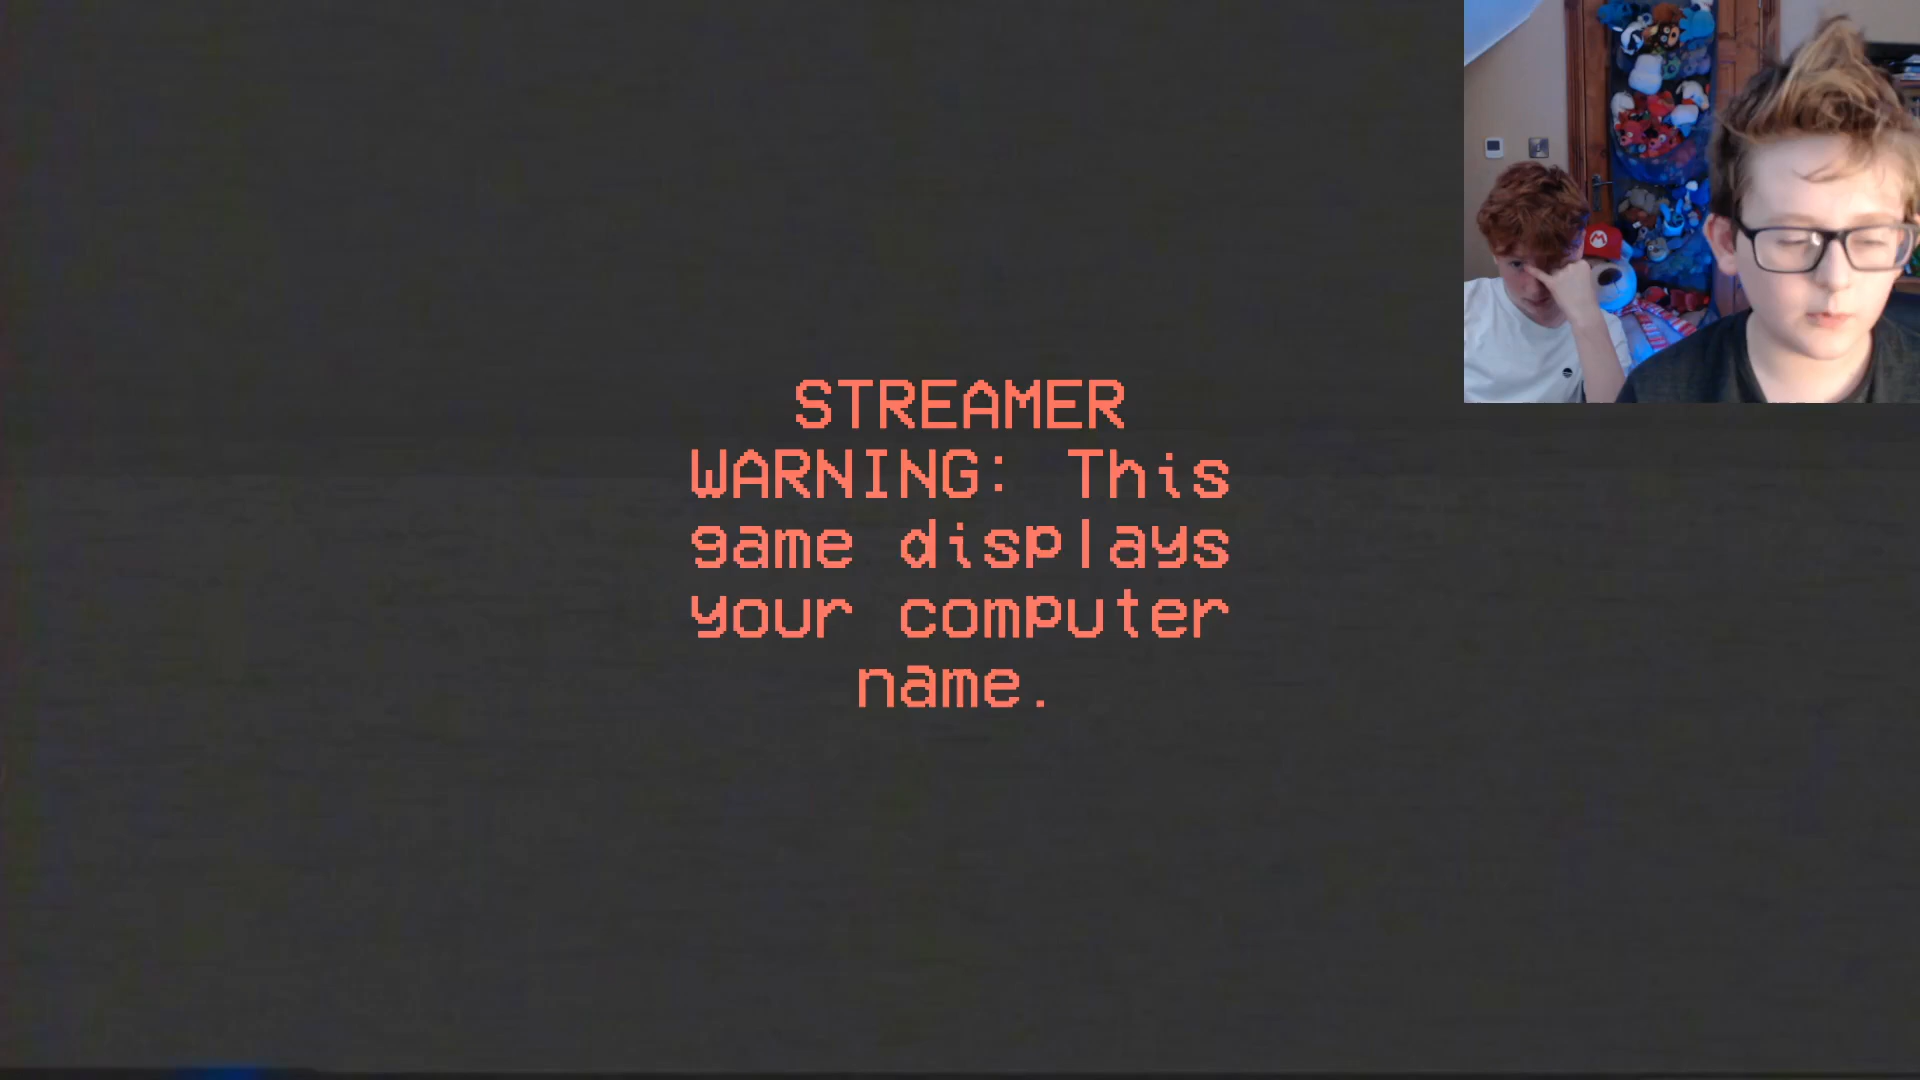 STREAMER
WARNING: This
game displays
your computer
name.
M